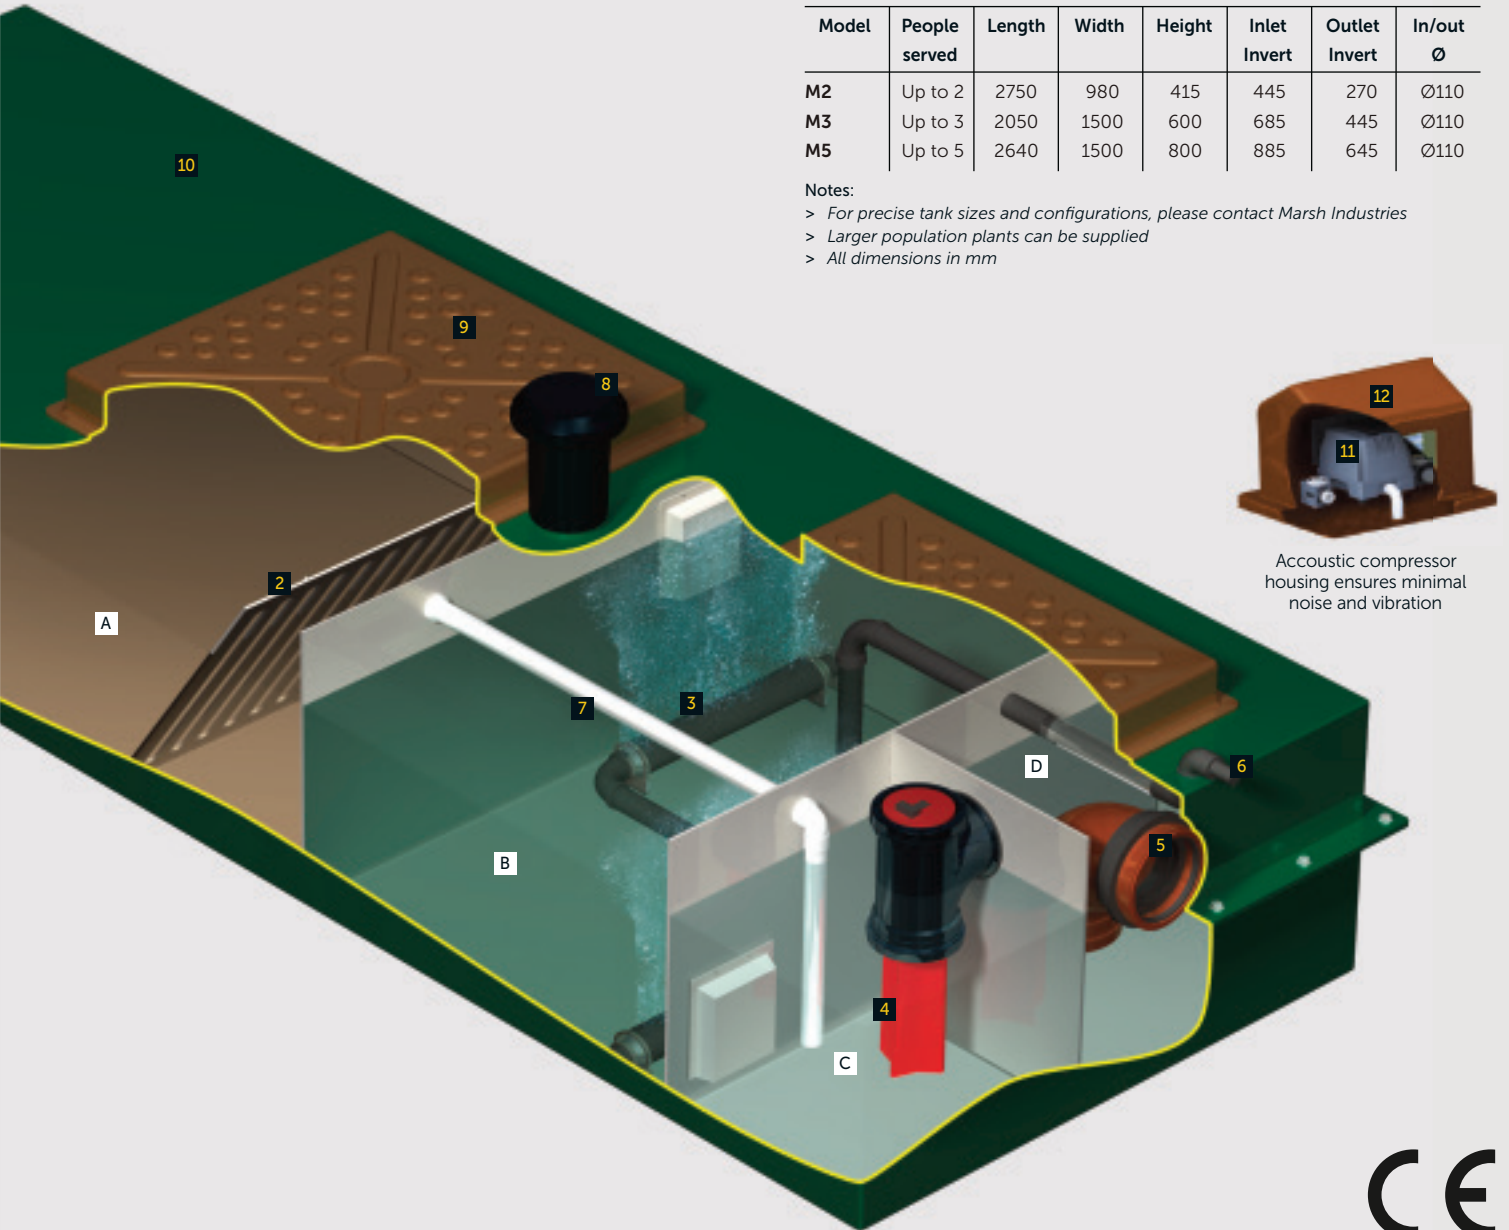 Model People Length Width Height Inlet Outlet In/out
served Invert Invert Ø
M2 Up to 2 2750 980 415 445 270 Ø110
M3 Up to 3 2050 1500 600 685 445 Ø110
M5 Up to 5 2640 1500 800 885 645 Ø110
Notes:
> For precise tank sizes and configurations, please contact Marsh Industries
> Larger population plants can be supplied
> All dimensions in mm
10
9
8
12
11
Accoustic compressor
housing ensures minimal
noise and vibration
2
A
7
3
D
6
5
B
4
C
CE